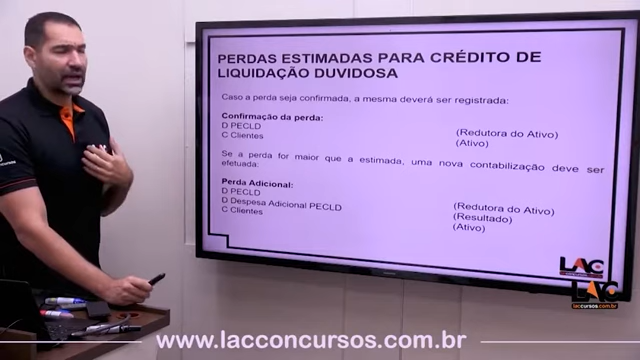 PERDAS ESTIMADAS PARA CRÉDITO DE
LIQUIDAÇÃO DUVIDOSA
Caso a perda seja confirmada, a mesma deverá ser registrada:
Confirmação da perda:
D PECLD (Redutora do Ativo)
C Clientes (Ativo)
Se a perda for maior que a estimada, uma nova contabilização deve ser
efetuada:
Perda Adicional:
D PECLD (Redutora do Ativo)
D Despesa Adicional PECLD (Resultado)
C Clientes (Ativo)
LAC
LAC
laccursos.com.br
www.lacconcursos.com.br